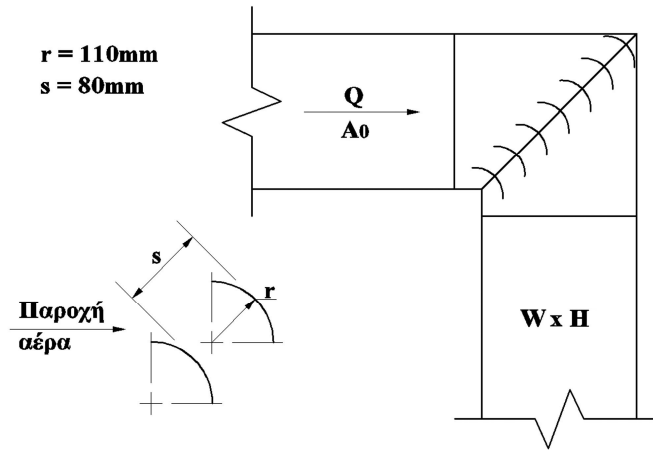 r = 110mm
s = 80mm
Q
A0
s
r
Παροχή
αέρα
W x H